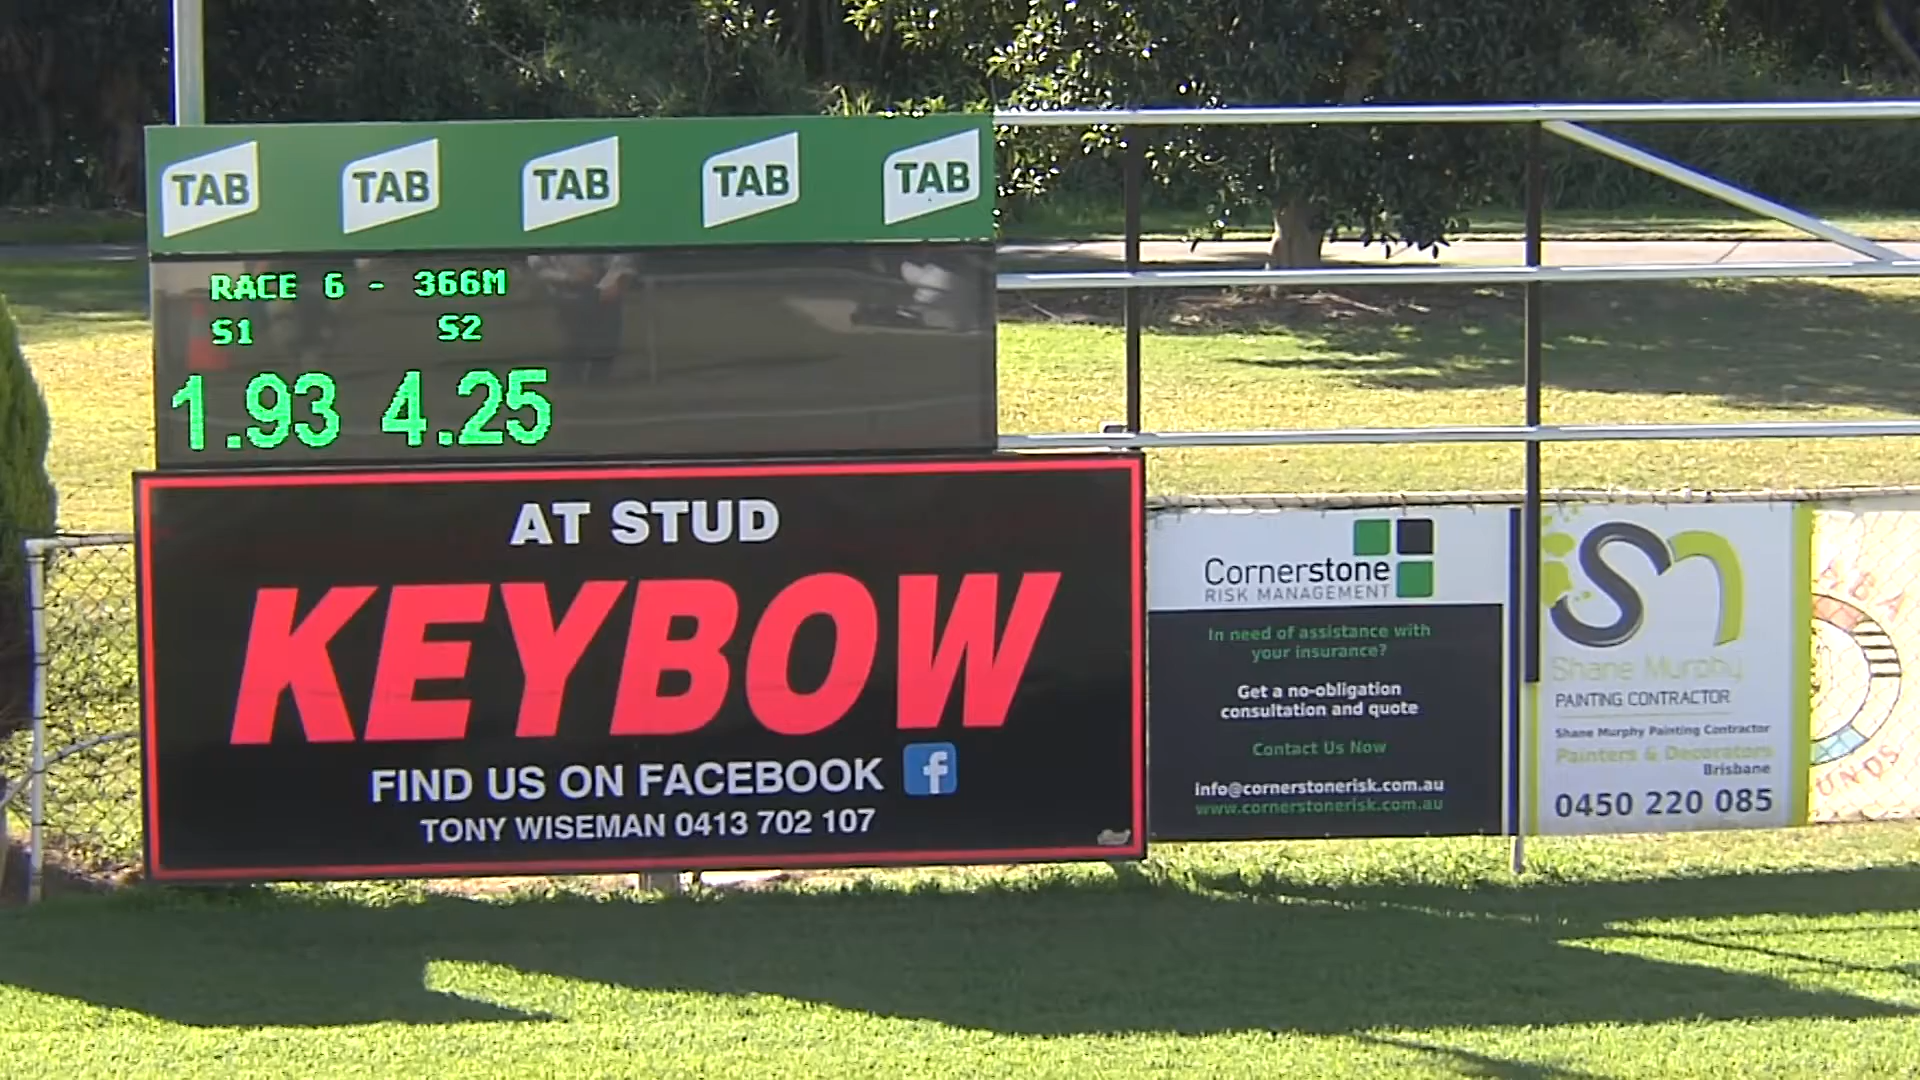 TAB TAB TAB TAB TAB
RACE 6 - 366M
S1 S2
1.93 4.25
AT STUD
KEYBOW
FIND US ON FACEBOOK f
TONY WISEMAN 0413 702 107
Cornerstone
RISK MANAGEMENT
In need of assistance with
your insurance?
Get a no-obligation
consultation and quote
Contact Us Now
info@cornerstonerisk.com.au
www.cornerstonerisk.com.au
sm
Shane Murphy
PAINTING CONTRACTOR
Shane Murphy Painting Contractor
Painters & Decorators
Brisbane
0450 220 085